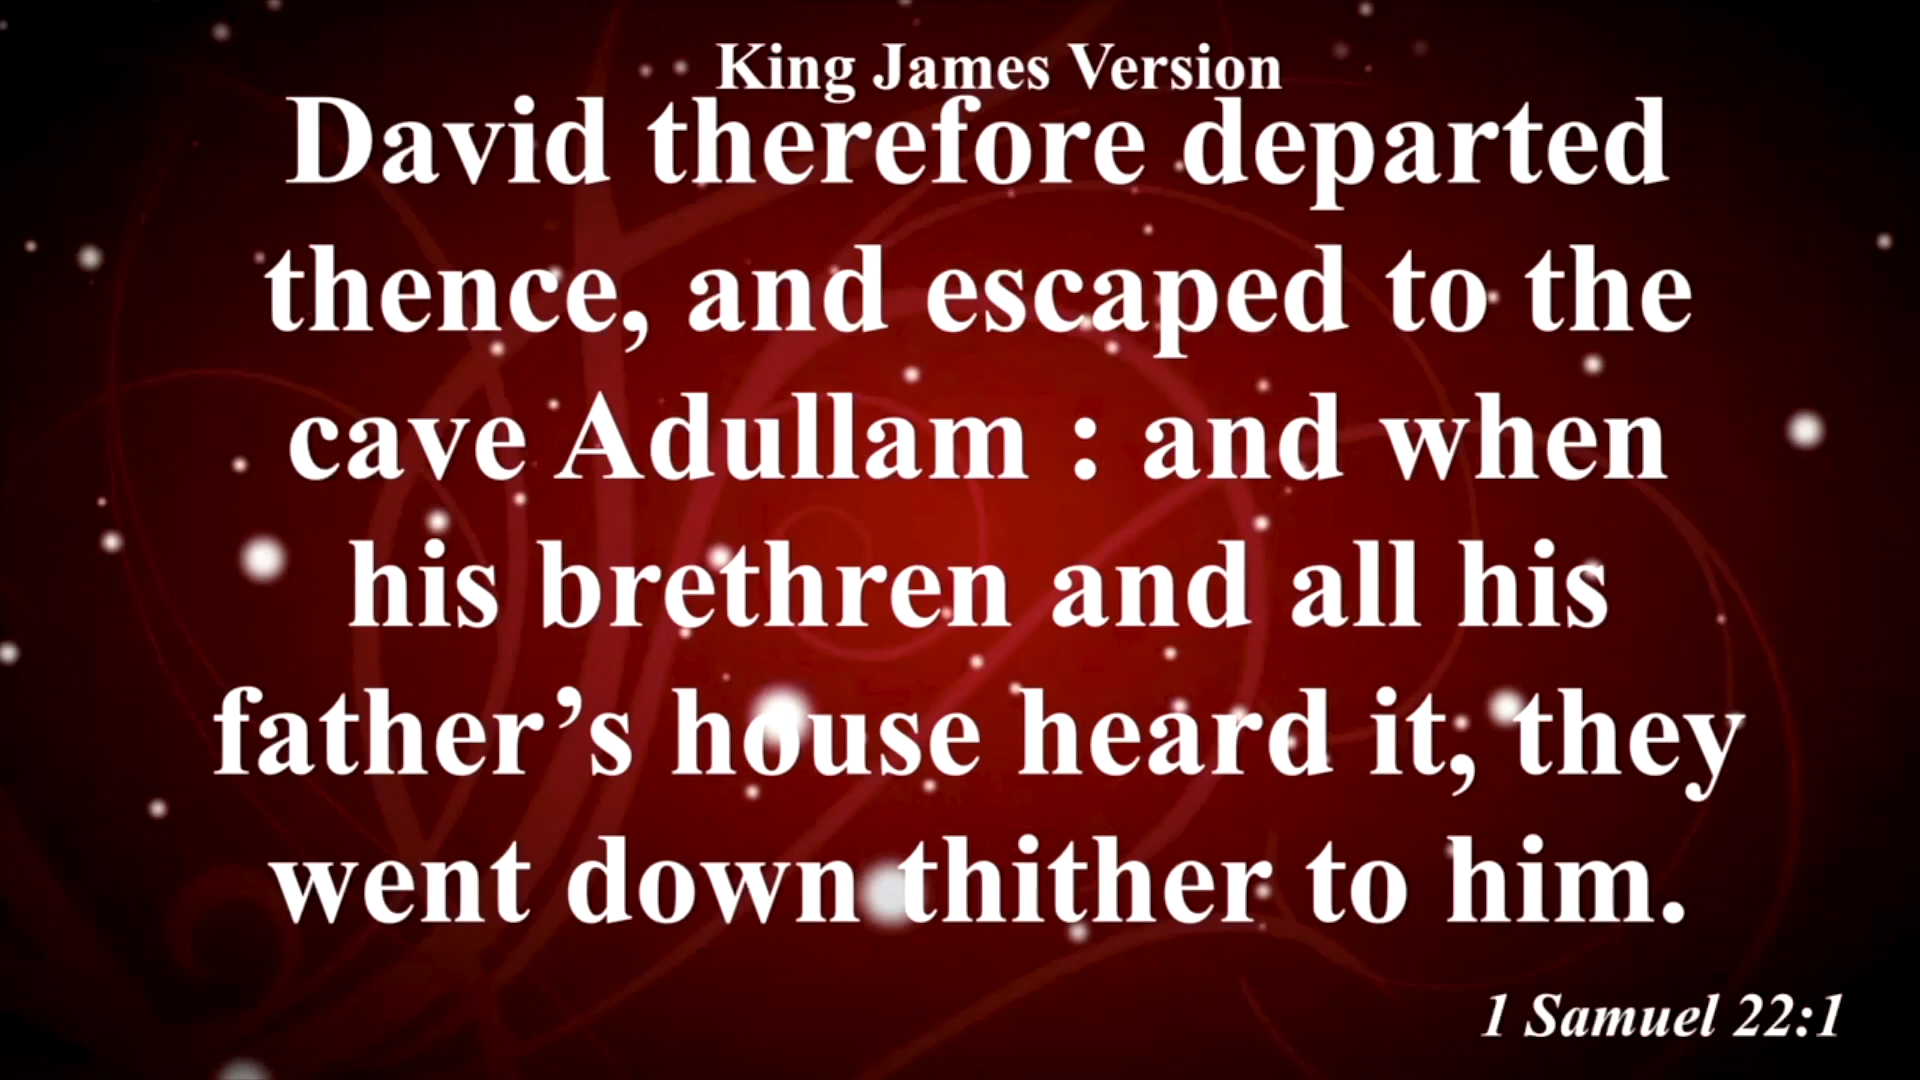 King James Version
David therefore departed
thence, and escaped to the
cave Adullam : and when
his brethren and all his
father’s house heard it, they
went down thither to him.
1 Samuel 22:1